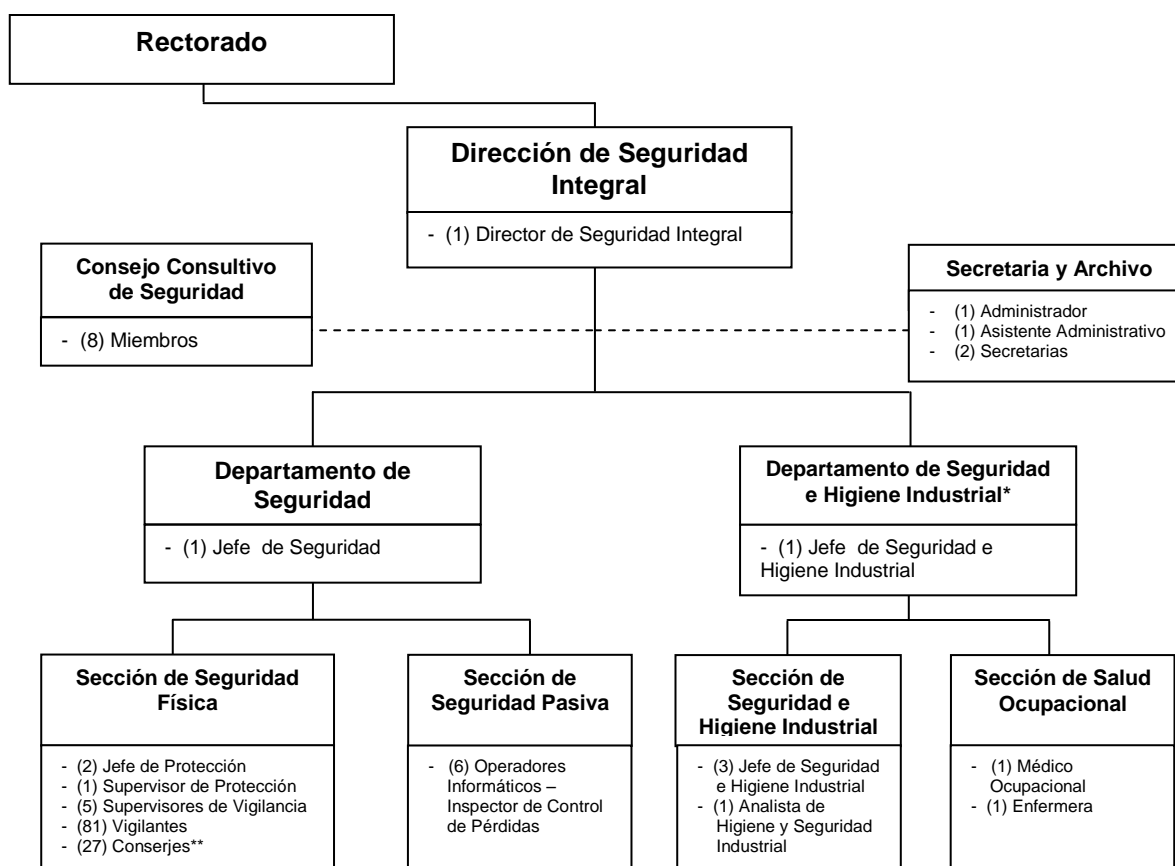 Rectorado
Dirección de Seguridad
Integral
- (1) Director de Seguridad Integral
Consejo Consultivo
de Seguridad
- (8) Miembros
Secretaria y Archivo
- (1) Administrador
- (1) Asistente Administrativo
- (2) Secretarias
Departamento de
Seguridad
- (1) Jefe de Seguridad
Departamento de Seguridad
e Higiene Industrial*
- (1) Jefe de Seguridad e
Higiene Industrial
Sección de Seguridad
Física
- (2) Jefe de Protección
- (1) Supervisor de Protección
- (5) Supervisores de Vigilancia
- (81) Vigilantes
- (27) Conserjes**
Sección de
Seguridad Pasiva
- (6) Operadores
Informáticos –
Inspector de Control
de Pérdidas
Sección de
Seguridad e
Higiene Industrial
- (3) Jefe de Seguridad
e Higiene Industrial
- (1) Analista de
Higiene y Seguridad
Industrial
Sección de Salud
Ocupacional
- (1) Médico
Ocupacional
- (1) Enfermera